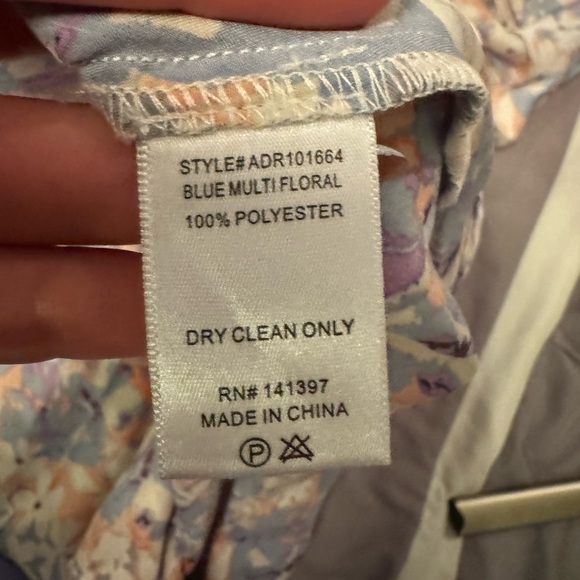 STYLE# ADR101664
BLUE MULTI FLORAL
100% POLYESTER
DRY CLEAN ONLY
RN# 141397
MADE IN CHINA
P